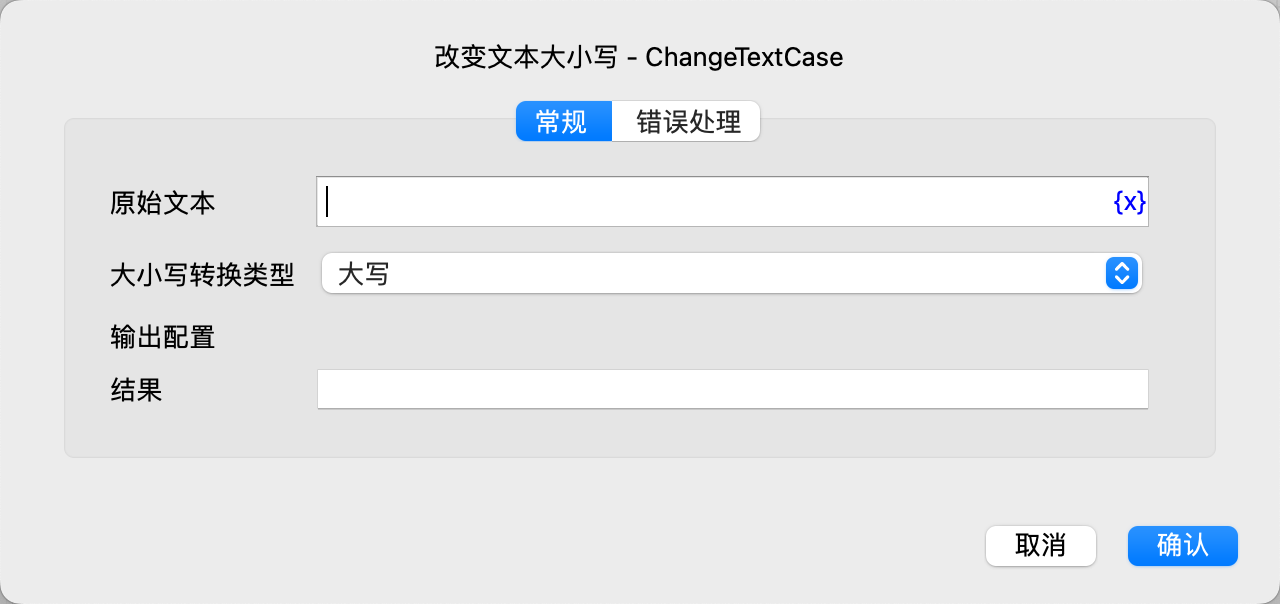 改变文本大小写 - ChangeTextCase
常规 错误处理
原始文本 {x}
大小写转换类型 大写
输出配置
结果
取消 确认